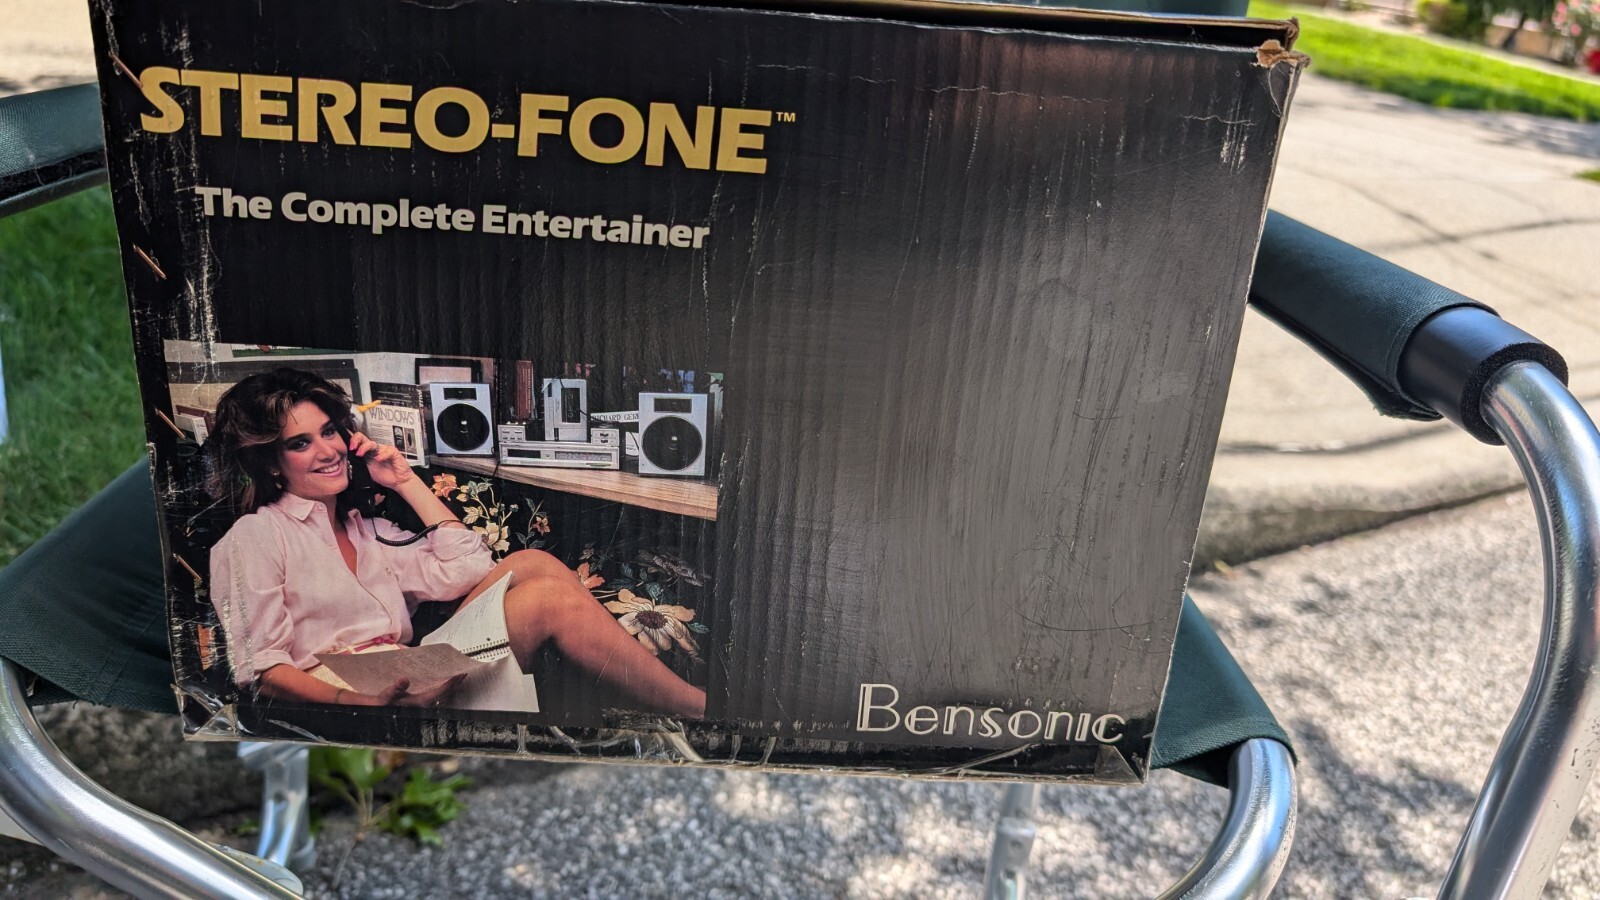 STEREO-FONE™
The Complete Entertainer
WINDOWS
Bensonic